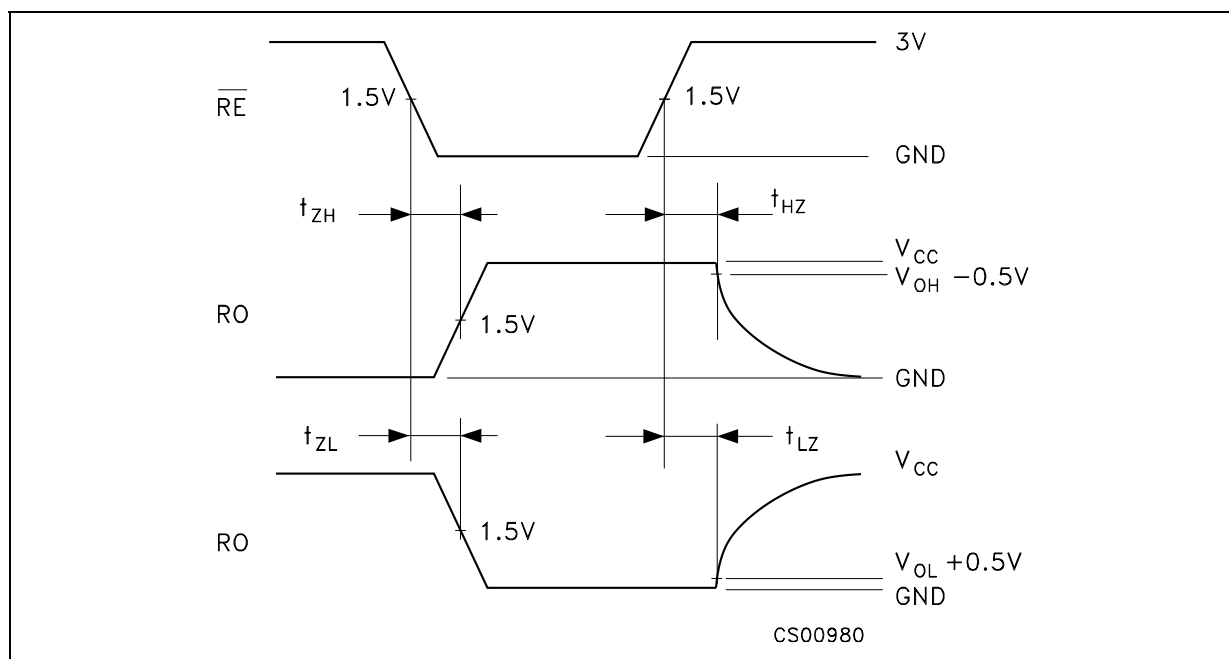 3V
R̅E̅
1.5V
1.5V
GND
tZH
tHZ
VCC
VOH −0.5V
RO
1.5V
GND
tZL
tLZ
VCC
RO
1.5V
VOL +0.5V
GND
CS00980